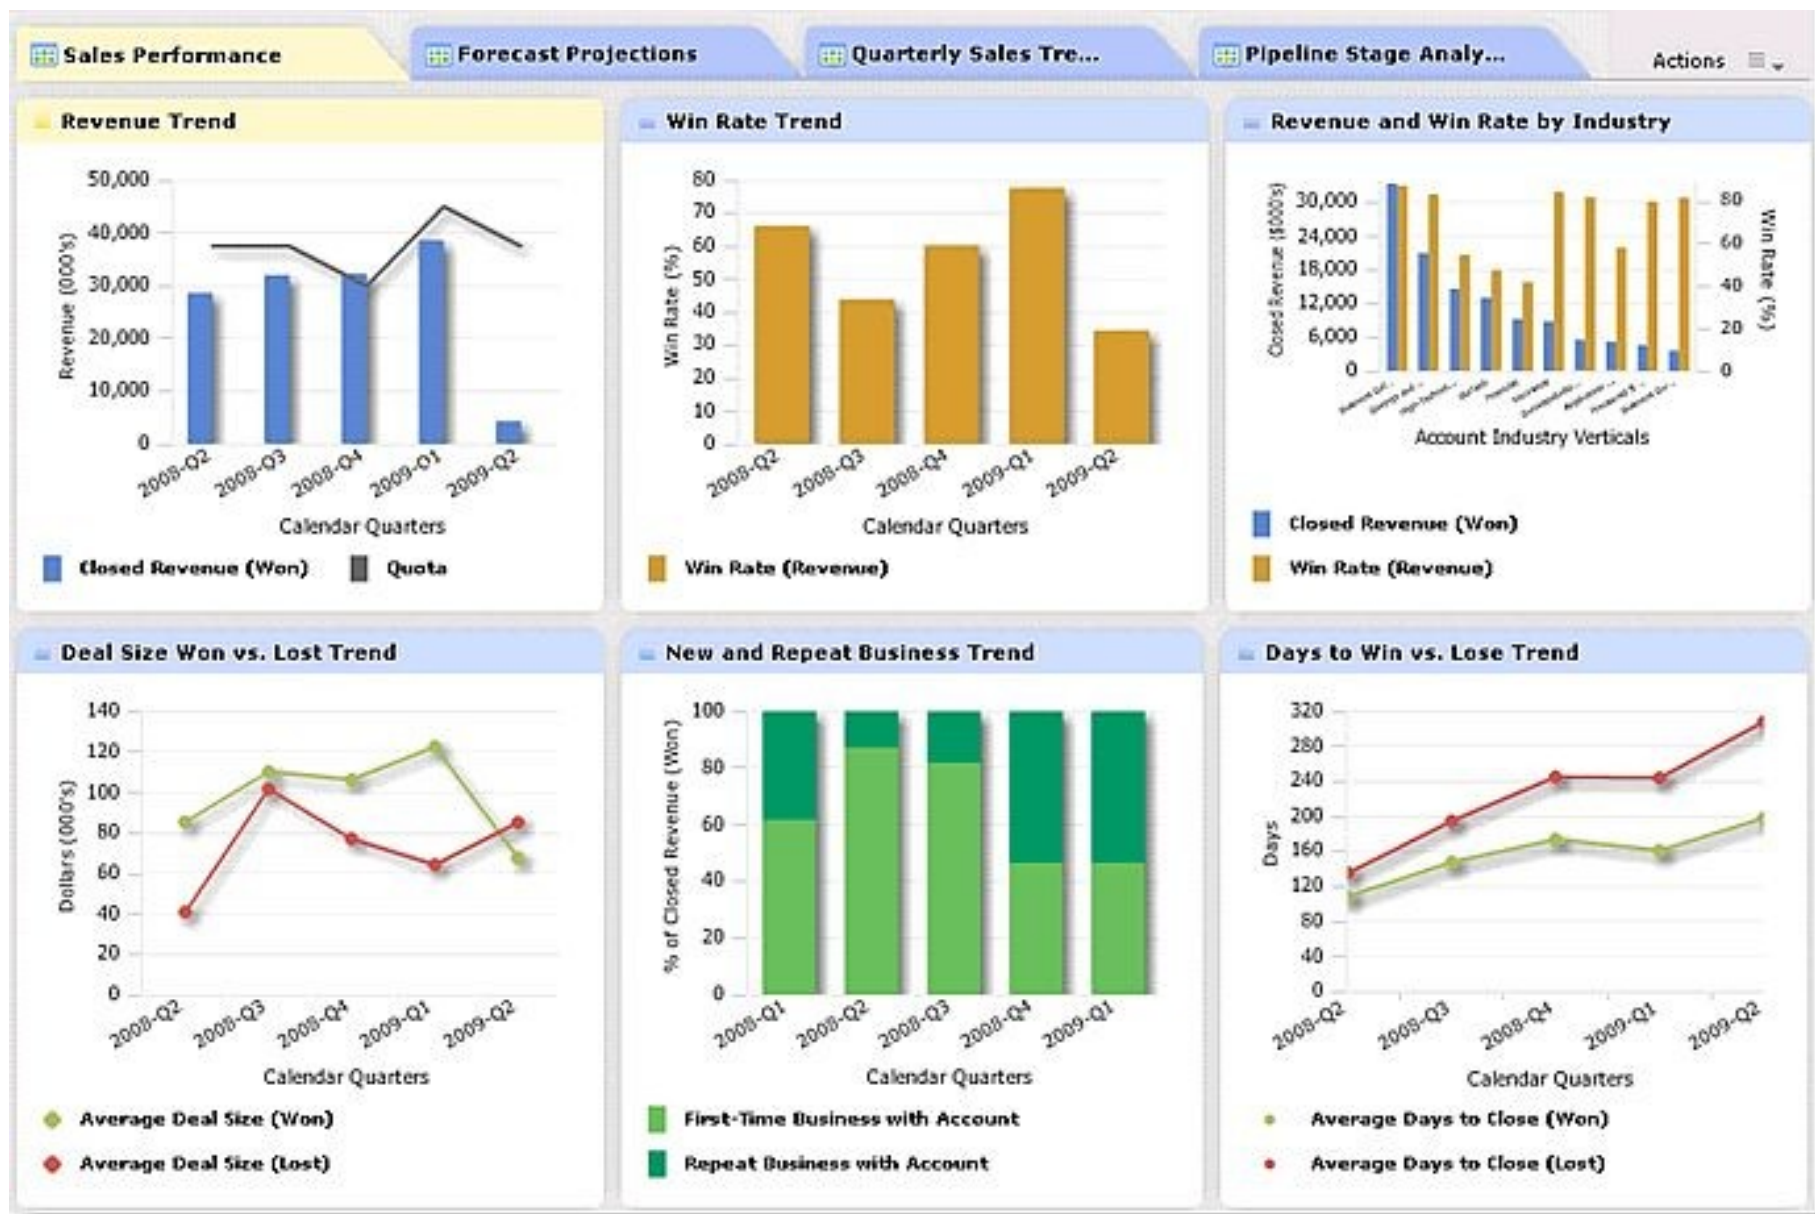 Sales Performance
Forecast Projections
Quarterly Sales Tre...
Pipeline Stage Analy...
Actions
Revenue Trend
50,000
40,000
30,000
20,000
10,000
0
Revenue (000's)
2008-Q2
2008-Q3
2008-Q4
2009-Q1
2009-Q2
Calendar Quarters
Closed Revenue (Won)
Quota
Win Rate Trend
80
70
60
50
40
30
20
10
0
Win Rate (%)
2008-Q2
2008-Q3
2008-Q4
2009-Q1
2009-Q2
Calendar Quarters
Win Rate (Revenue)
Revenue and Win Rate by Industry
30,000
24,000
18,000
12,000
6,000
0
Closed Revenue ($000's)
80
60
40
20
0
Win Rate (%)
Account Industry Verticals
Closed Revenue (Won)
Win Rate (Revenue)
Deal Size Won vs. Lost Trend
140
120
100
80
60
40
20
0
Dollars (000's)
2008-Q2
2008-Q3
2008-Q4
2009-Q1
2009-Q2
Calendar Quarters
Average Deal Size (Won)
Average Deal Size (Lost)
New and Repeat Business Trend
100
80
60
40
20
0
% of Closed Revenue (Won)
2008-Q1
2008-Q2
2008-Q3
2008-Q4
2009-Q1
Calendar Quarters
First-Time Business with Account
Repeat Business with Account
Days to Win vs. Lose Trend
320
280
240
200
160
120
80
40
0
Days
2008-Q2
2008-Q3
2008-Q4
2009-Q1
2009-Q2
Calendar Quarters
Average Days to Close (Won)
Average Days to Close (Lost)